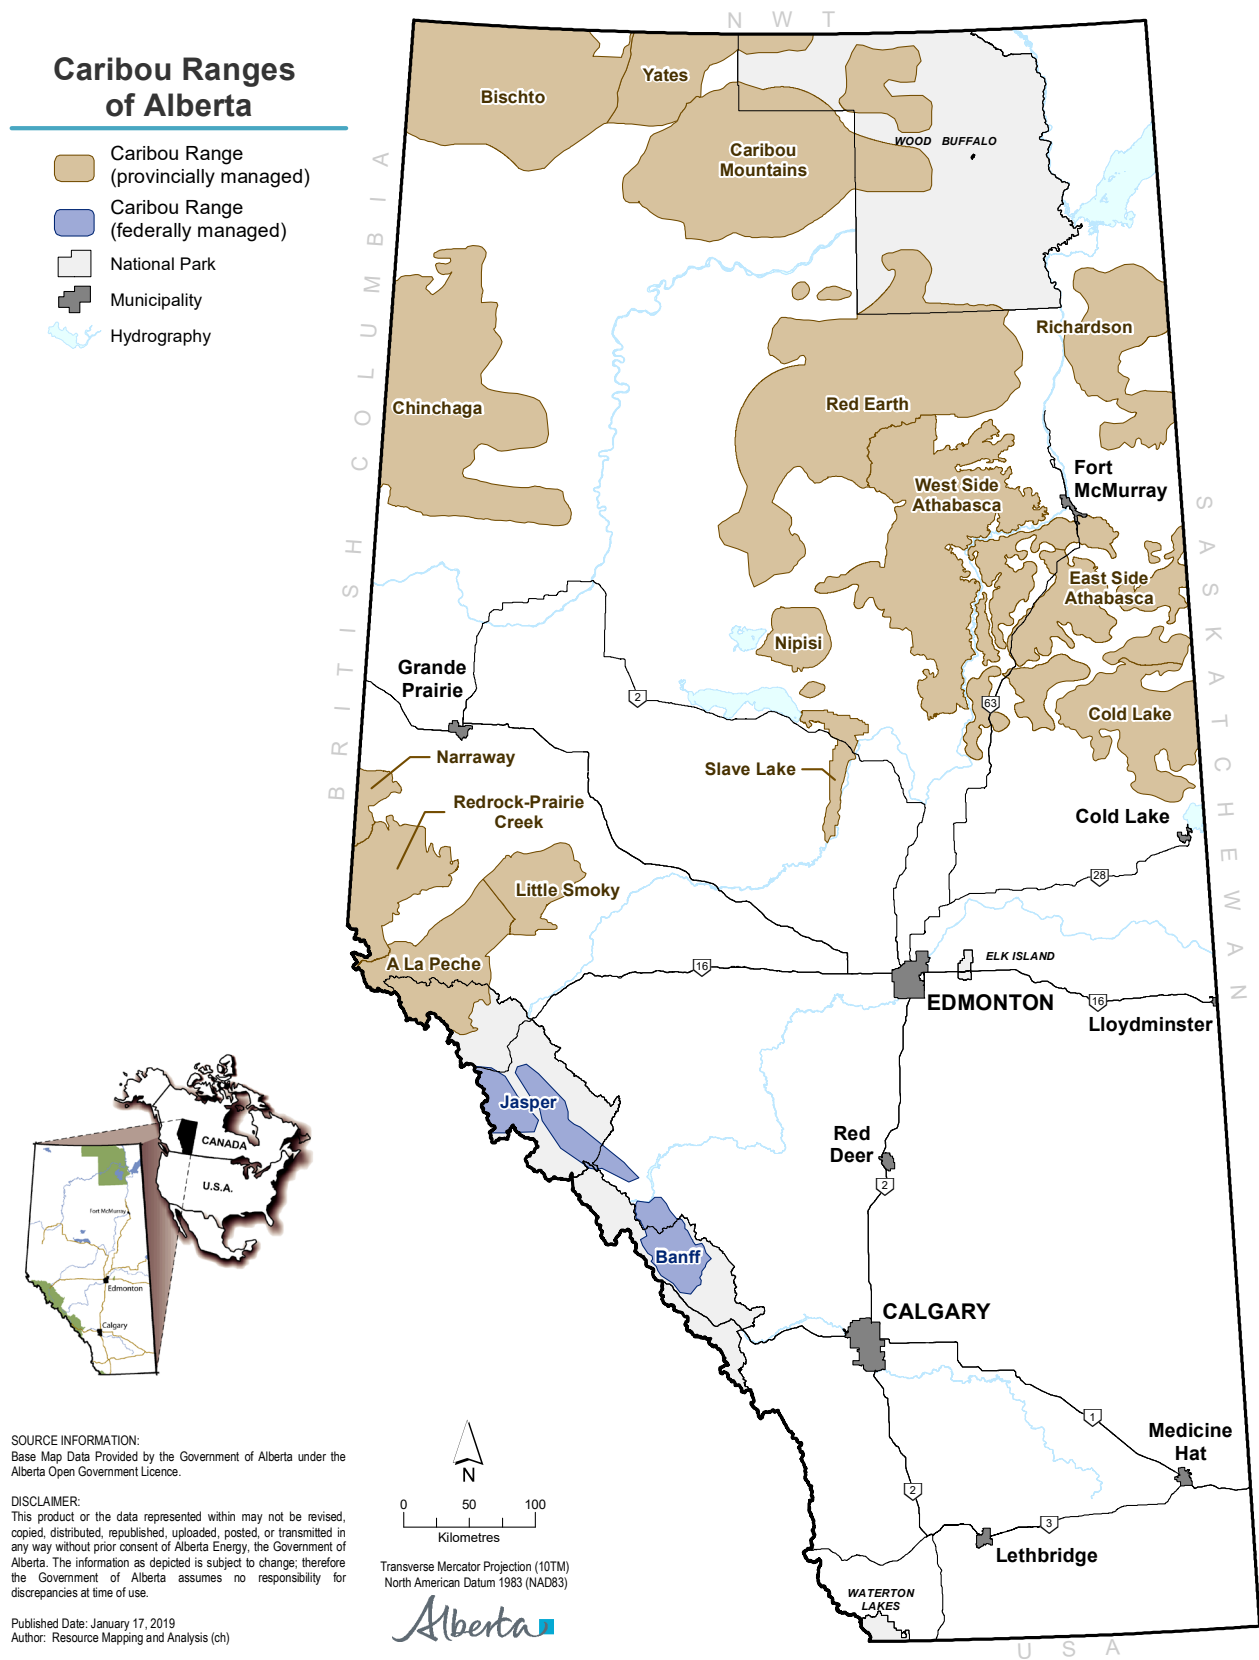 Caribou Ranges
of Alberta
Caribou Range
(provincially managed)
Caribou Range
(federally managed)
National Park
Municipality
Hydrography
N W T
BRITISH COLUMBIA
SASKATCHEWAN
U S A
Bischto
Yates
Caribou
Mountains
WOOD BUFFALO
Richardson
Chinchaga
Red Earth
West Side
Athabasca
Fort
McMurray
East Side
Athabasca
Nipisi
Grande
Prairie
2
63
Cold Lake
Narraway
Slave Lake
Redrock-Prairie
Creek
Cold Lake
28
Little Smoky
A La Peche
16
ELK ISLAND
EDMONTON
16
Lloydminster
Jasper
Red
Deer
2
Banff
CALGARY
1
Medicine
Hat
2
3
Lethbridge
WATERTON
LAKES
CANADA
U.S.A.
Fort McMurray
Edmonton
Calgary
SOURCE INFORMATION:
Base Map Data Provided by the Government of Alberta under the
Alberta Open Government Licence.
DISCLAIMER:
This product or the data represented within may not be revised,
copied, distributed, republished, uploaded, posted, or transmitted in
any way without prior consent of Alberta Energy, the Government of
Alberta. The information as depicted is subject to change; therefore
the Government of Alberta assumes no responsibility for
discrepancies at time of use.
Published Date: January 17, 2019
Author: Resource Mapping and Analysis (ch)
N
0 50 100
Kilometres
Transverse Mercator Projection (10TM)
North American Datum 1983 (NAD83)
Alberta